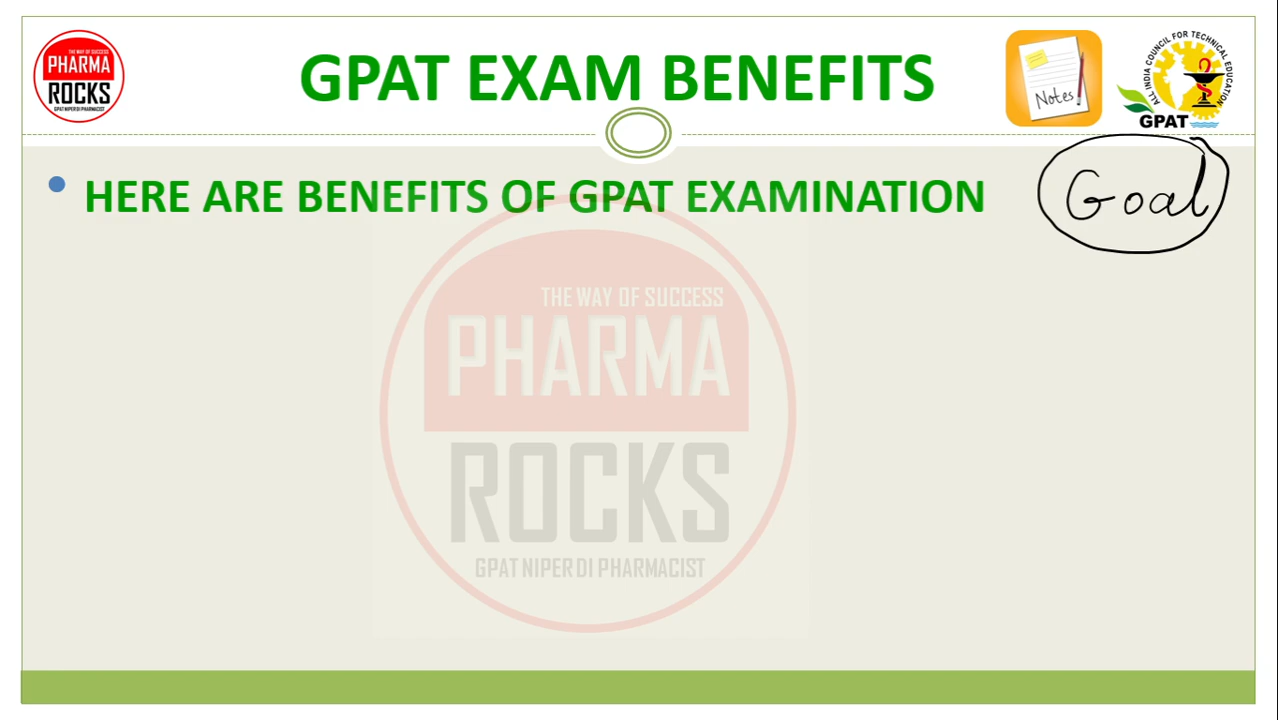 THE WAY OF SUCCESS
PHARMA
ROCKS
GPAT NIPER DI PHARMACIST
GPAT EXAM BENEFITS
Notes
ALL INDIA COUNCIL FOR TECHNICAL EDUCATION
GPAT
HERE ARE BENEFITS OF GPAT EXAMINATION
Goal
THE WAY OF SUCCESS
PHARMA
ROCKS
GPAT NIPER DI PHARMACIST